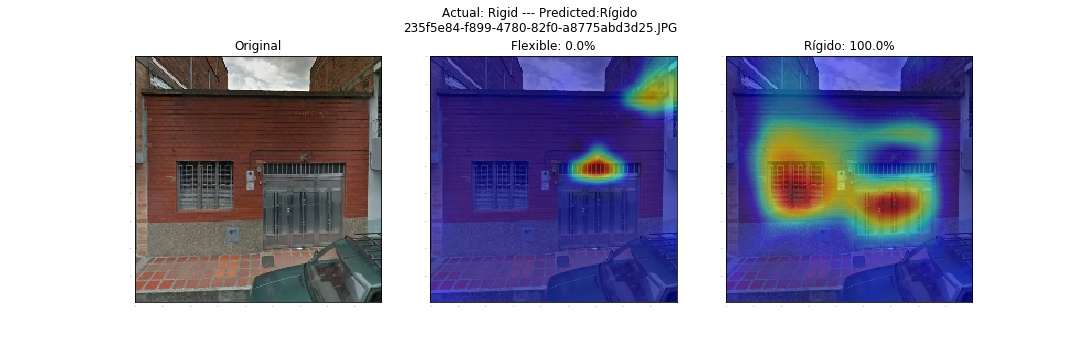 Actual: Rigid --- Predicted:Rígido
235f5e84-f899-4780-82f0-a8775abd3d25.JPG
Original
Flexible: 0.0%
Rígido: 100.0%